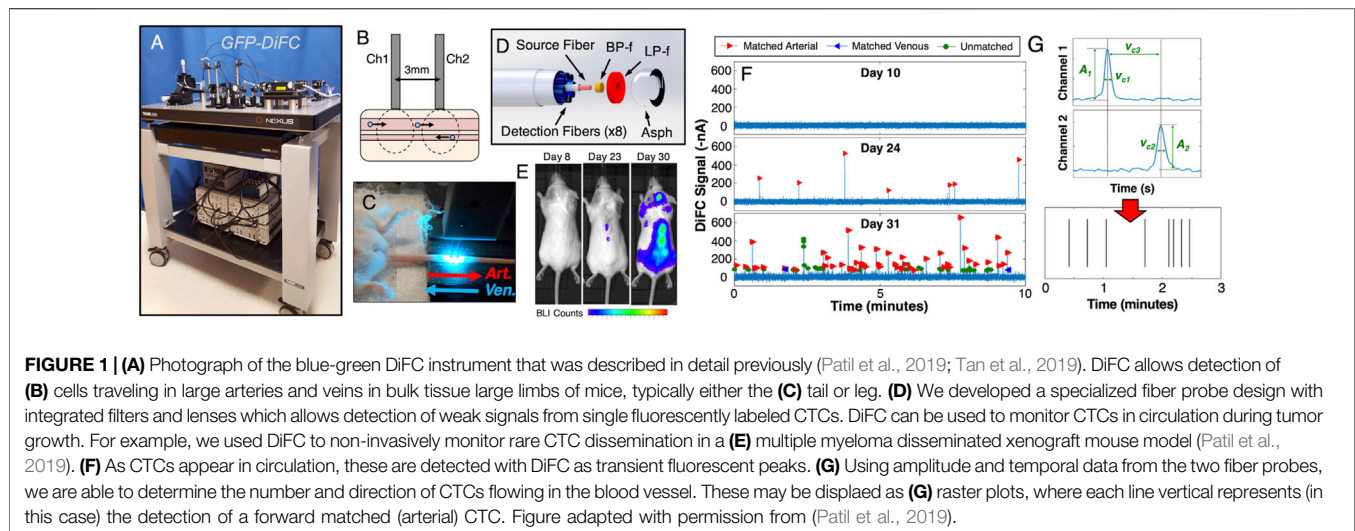 A
GFP-DiFC
NEXUS
B
Ch1
Ch2
3mm
C
Art.
Ven.
D
Source Fiber
BP-f
LP-f
Detection Fibers (x8)
Asph
E
Day 8
Day 23
Day 30
BLI Counts
Matched Arterial
Matched Venous
Unmatched
F
DiFC Signal (-nA)
600
400
200
0
Day 10
600
400
200
0
Day 24
600
400
200
0
Day 31
0
5
10
Time (minutes)
G
Channel 1
A1
vc3
vc1
Channel 2
vc2
A2
Time (s)
0
1
2
3
Time (minutes)
FIGURE 1 | (A) Photograph of the blue-green DiFC instrument that was described in detail previously (Patil et al., 2019; Tan et al., 2019). DiFC allows detection of
(B) cells traveling in large arteries and veins in bulk tissue large limbs of mice, typically either the (C) tail or leg. (D) We developed a specialized fiber probe design with
integrated filters and lenses which allows detection of weak signals from single fluorescently labeled CTCs. DiFC can be used to monitor CTCs in circulation during tumor
growth. For example, we used DiFC to non-invasively monitor rare CTC dissemination in a (E) multiple myeloma disseminated xenograft mouse model (Patil et al.,
2019). (F) As CTCs appear in circulation, these are detected with DiFC as transient fluorescent peaks. (G) Using amplitude and temporal data from the two fiber probes,
we are able to determine the number and direction of CTCs flowing in the blood vessel. These may be displaed as (G) raster plots, where each line vertical represents (in
this case) the detection of a forward matched (arterial) CTC. Figure adapted with permission from (Patil et al., 2019).